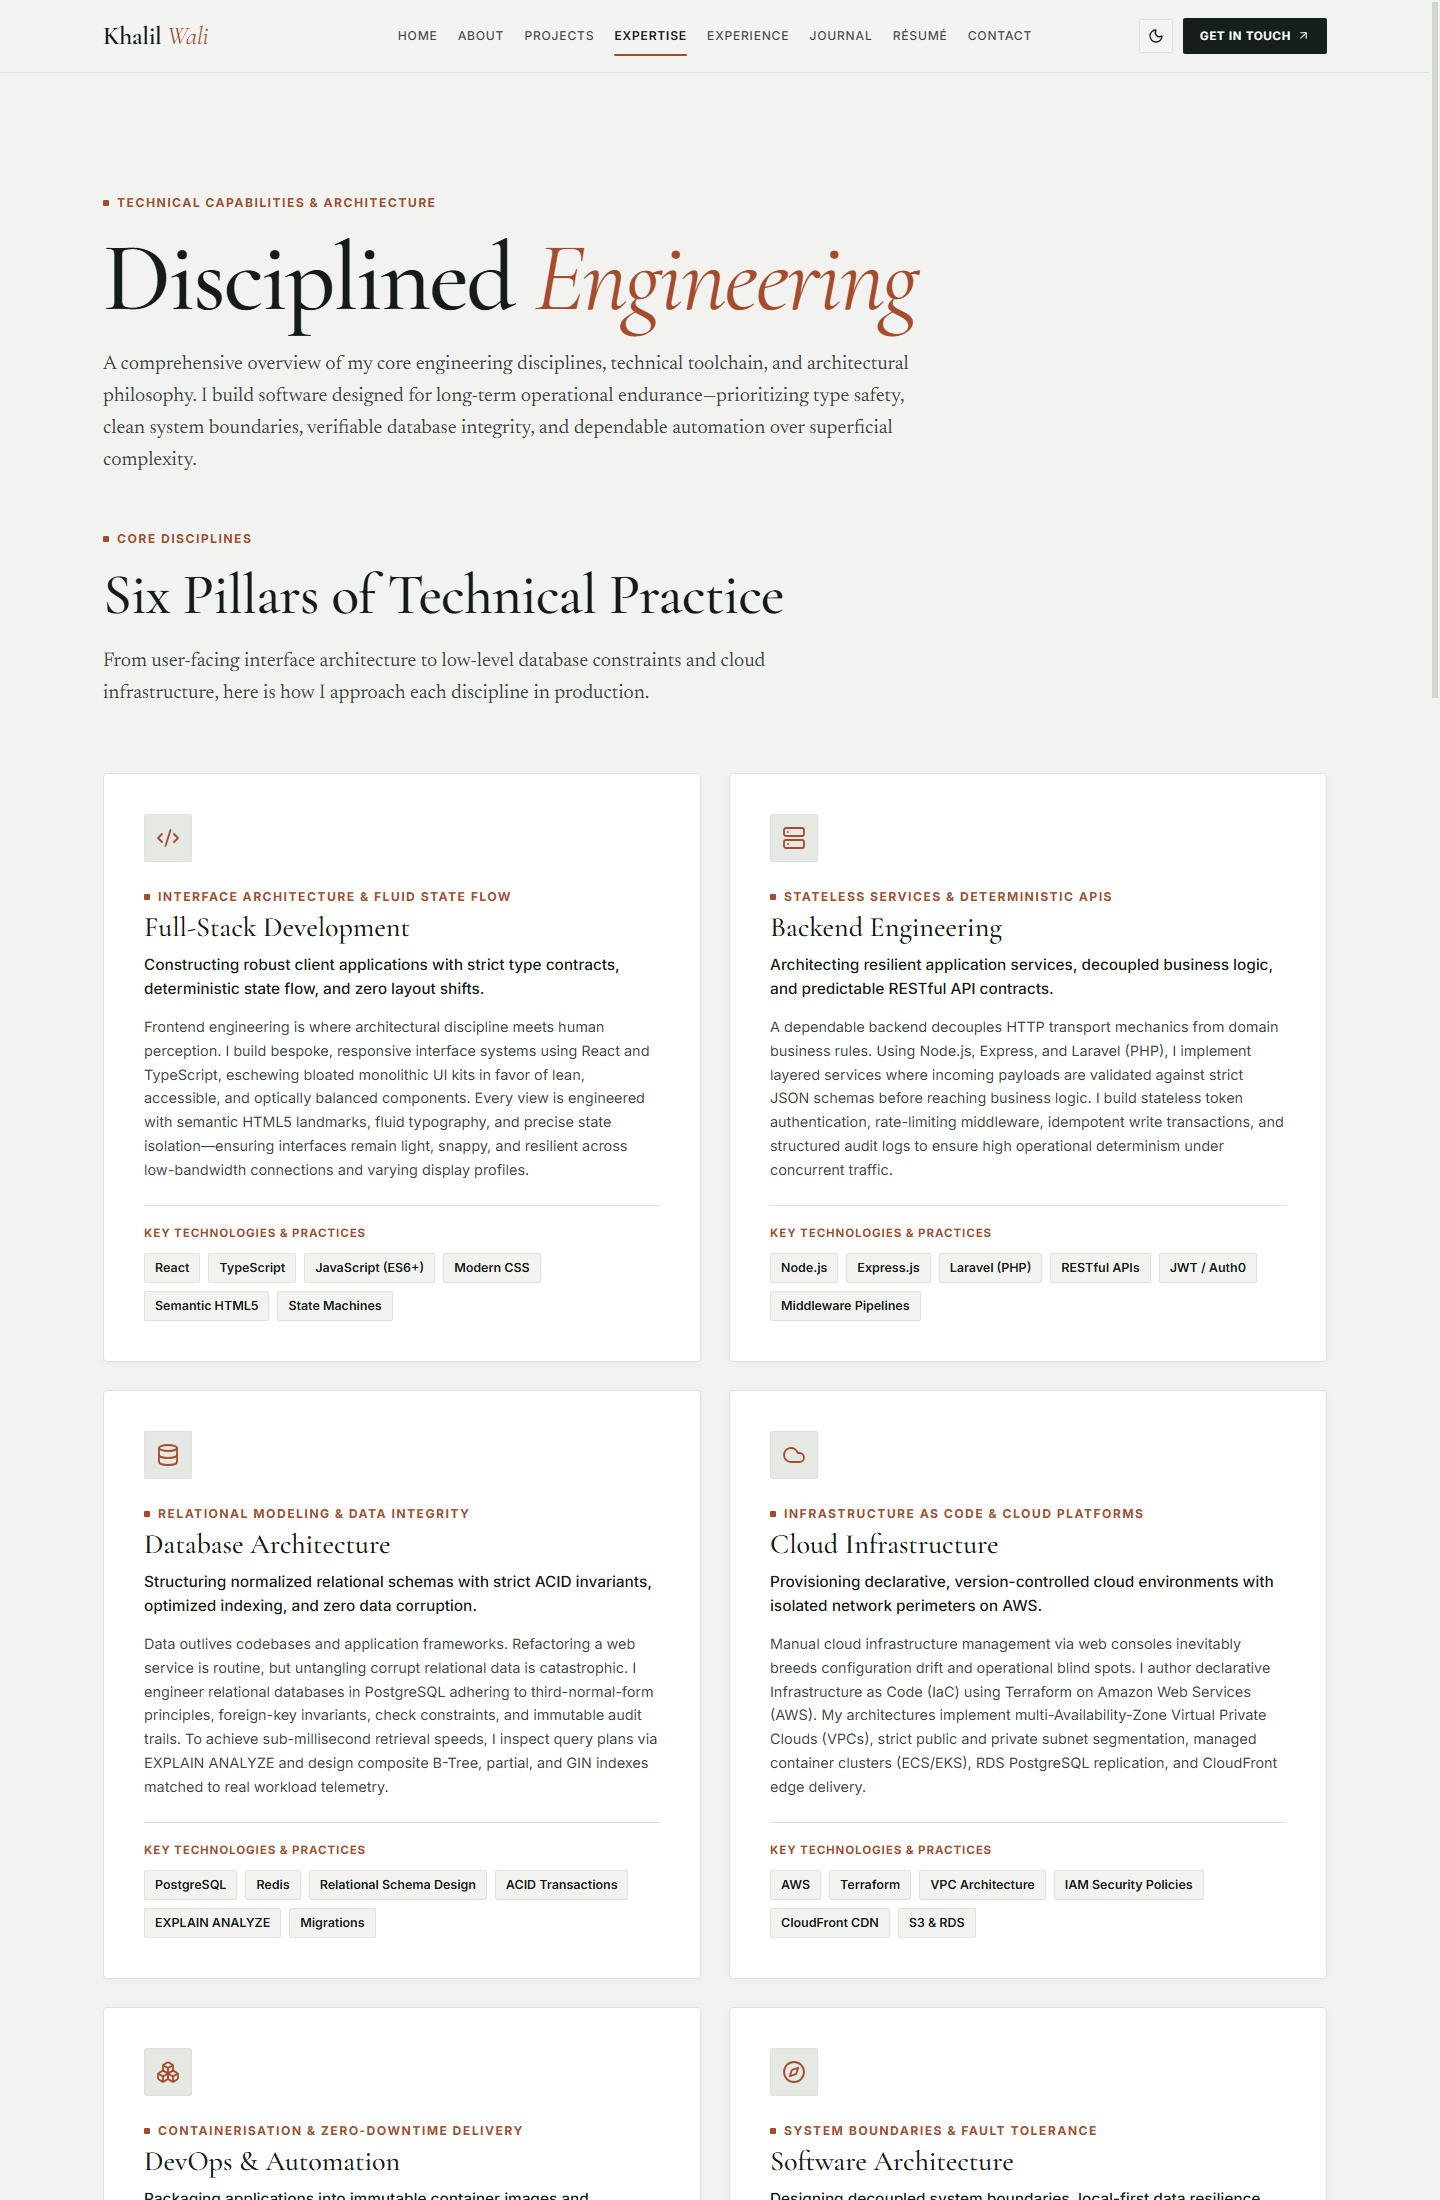 Khalil Wali
HOME ABOUT PROJECTS EXPERTISE EXPERIENCE JOURNAL RÉSUMÉ CONTACT
GET IN TOUCH
TECHNICAL CAPABILITIES & ARCHITECTURE
Disciplined Engineering
A comprehensive overview of my core engineering disciplines, technical toolchain, and architectural
philosophy. I build software designed for long-term operational endurance—prioritizing type safety,
clean system boundaries, verifiable database integrity, and dependable automation over superficial
complexity.
CORE DISCIPLINES
Six Pillars of Technical Practice
From user-facing interface architecture to low-level database constraints and cloud
infrastructure, here is how I approach each discipline in production.
INTERFACE ARCHITECTURE & FLUID STATE FLOW
Full-Stack Development
Constructing robust client applications with strict type contracts,
deterministic state flow, and zero layout shifts.
Frontend engineering is where architectural discipline meets human
perception. I build bespoke, responsive interface systems using React and
TypeScript, eschewing bloated monolithic UI kits in favor of lean,
accessible, and optically balanced components. Every view is engineered
with semantic HTML5 landmarks, fluid typography, and precise state
isolation—ensuring interfaces remain light, snappy, and resilient across
low-bandwidth connections and varying display profiles.
KEY TECHNOLOGIES & PRACTICES
React TypeScript JavaScript (ES6+) Modern CSS
Semantic HTML5 State Machines
STATELESS SERVICES & DETERMINISTIC APIS
Backend Engineering
Architecting resilient application services, decoupled business logic,
and predictable RESTful API contracts.
A dependable backend decouples HTTP transport mechanics from domain
business rules. Using Node.js, Express, and Laravel (PHP), I implement
layered services where incoming payloads are validated against strict
JSON schemas before reaching business logic. I build stateless token
authentication, rate-limiting middleware, idempotent write transactions, and
structured audit logs to ensure high operational determinism under
concurrent traffic.
KEY TECHNOLOGIES & PRACTICES
Node.js Express.js Laravel (PHP) RESTful APIs JWT / Auth0
Middleware Pipelines
RELATIONAL MODELING & DATA INTEGRITY
Database Architecture
Structuring normalized relational schemas with strict ACID invariants,
optimized indexing, and zero data corruption.
Data outlives codebases and application frameworks. Refactoring a web
service is routine, but untangling corrupt relational data is catastrophic. I
engineer relational databases in PostgreSQL adhering to third-normal-form
principles, foreign-key invariants, check constraints, and immutable audit
trails. To achieve sub-millisecond retrieval speeds, I inspect query plans via
EXPLAIN ANALYZE and design composite B-Tree, partial, and GIN indexes
matched to real workload telemetry.
KEY TECHNOLOGIES & PRACTICES
PostgreSQL Redis Relational Schema Design ACID Transactions
EXPLAIN ANALYZE Migrations
INFRASTRUCTURE AS CODE & CLOUD PLATFORMS
Cloud Infrastructure
Provisioning declarative, version-controlled cloud environments with
isolated network perimeters on AWS.
Manual cloud infrastructure management via web consoles inevitably
breeds configuration drift and operational blind spots. I author declarative
Infrastructure as Code (IaC) using Terraform on Amazon Web Services
(AWS). My architectures implement multi-Availability-Zone Virtual Private
Clouds (VPCs), strict public and private subnet segmentation, managed
container clusters (ECS/EKS), RDS PostgreSQL replication, and CloudFront
edge delivery.
KEY TECHNOLOGIES & PRACTICES
AWS Terraform VPC Architecture IAM Security Policies
CloudFront CDN S3 & RDS
CONTAINERISATION & ZERO-DOWNTIME DELIVERY
DevOps & Automation
Packaging applications into immutable container images and
SYSTEM BOUNDARIES & FAULT TOLERANCE
Software Architecture
Designing decoupled system boundaries, local-first data resilience,